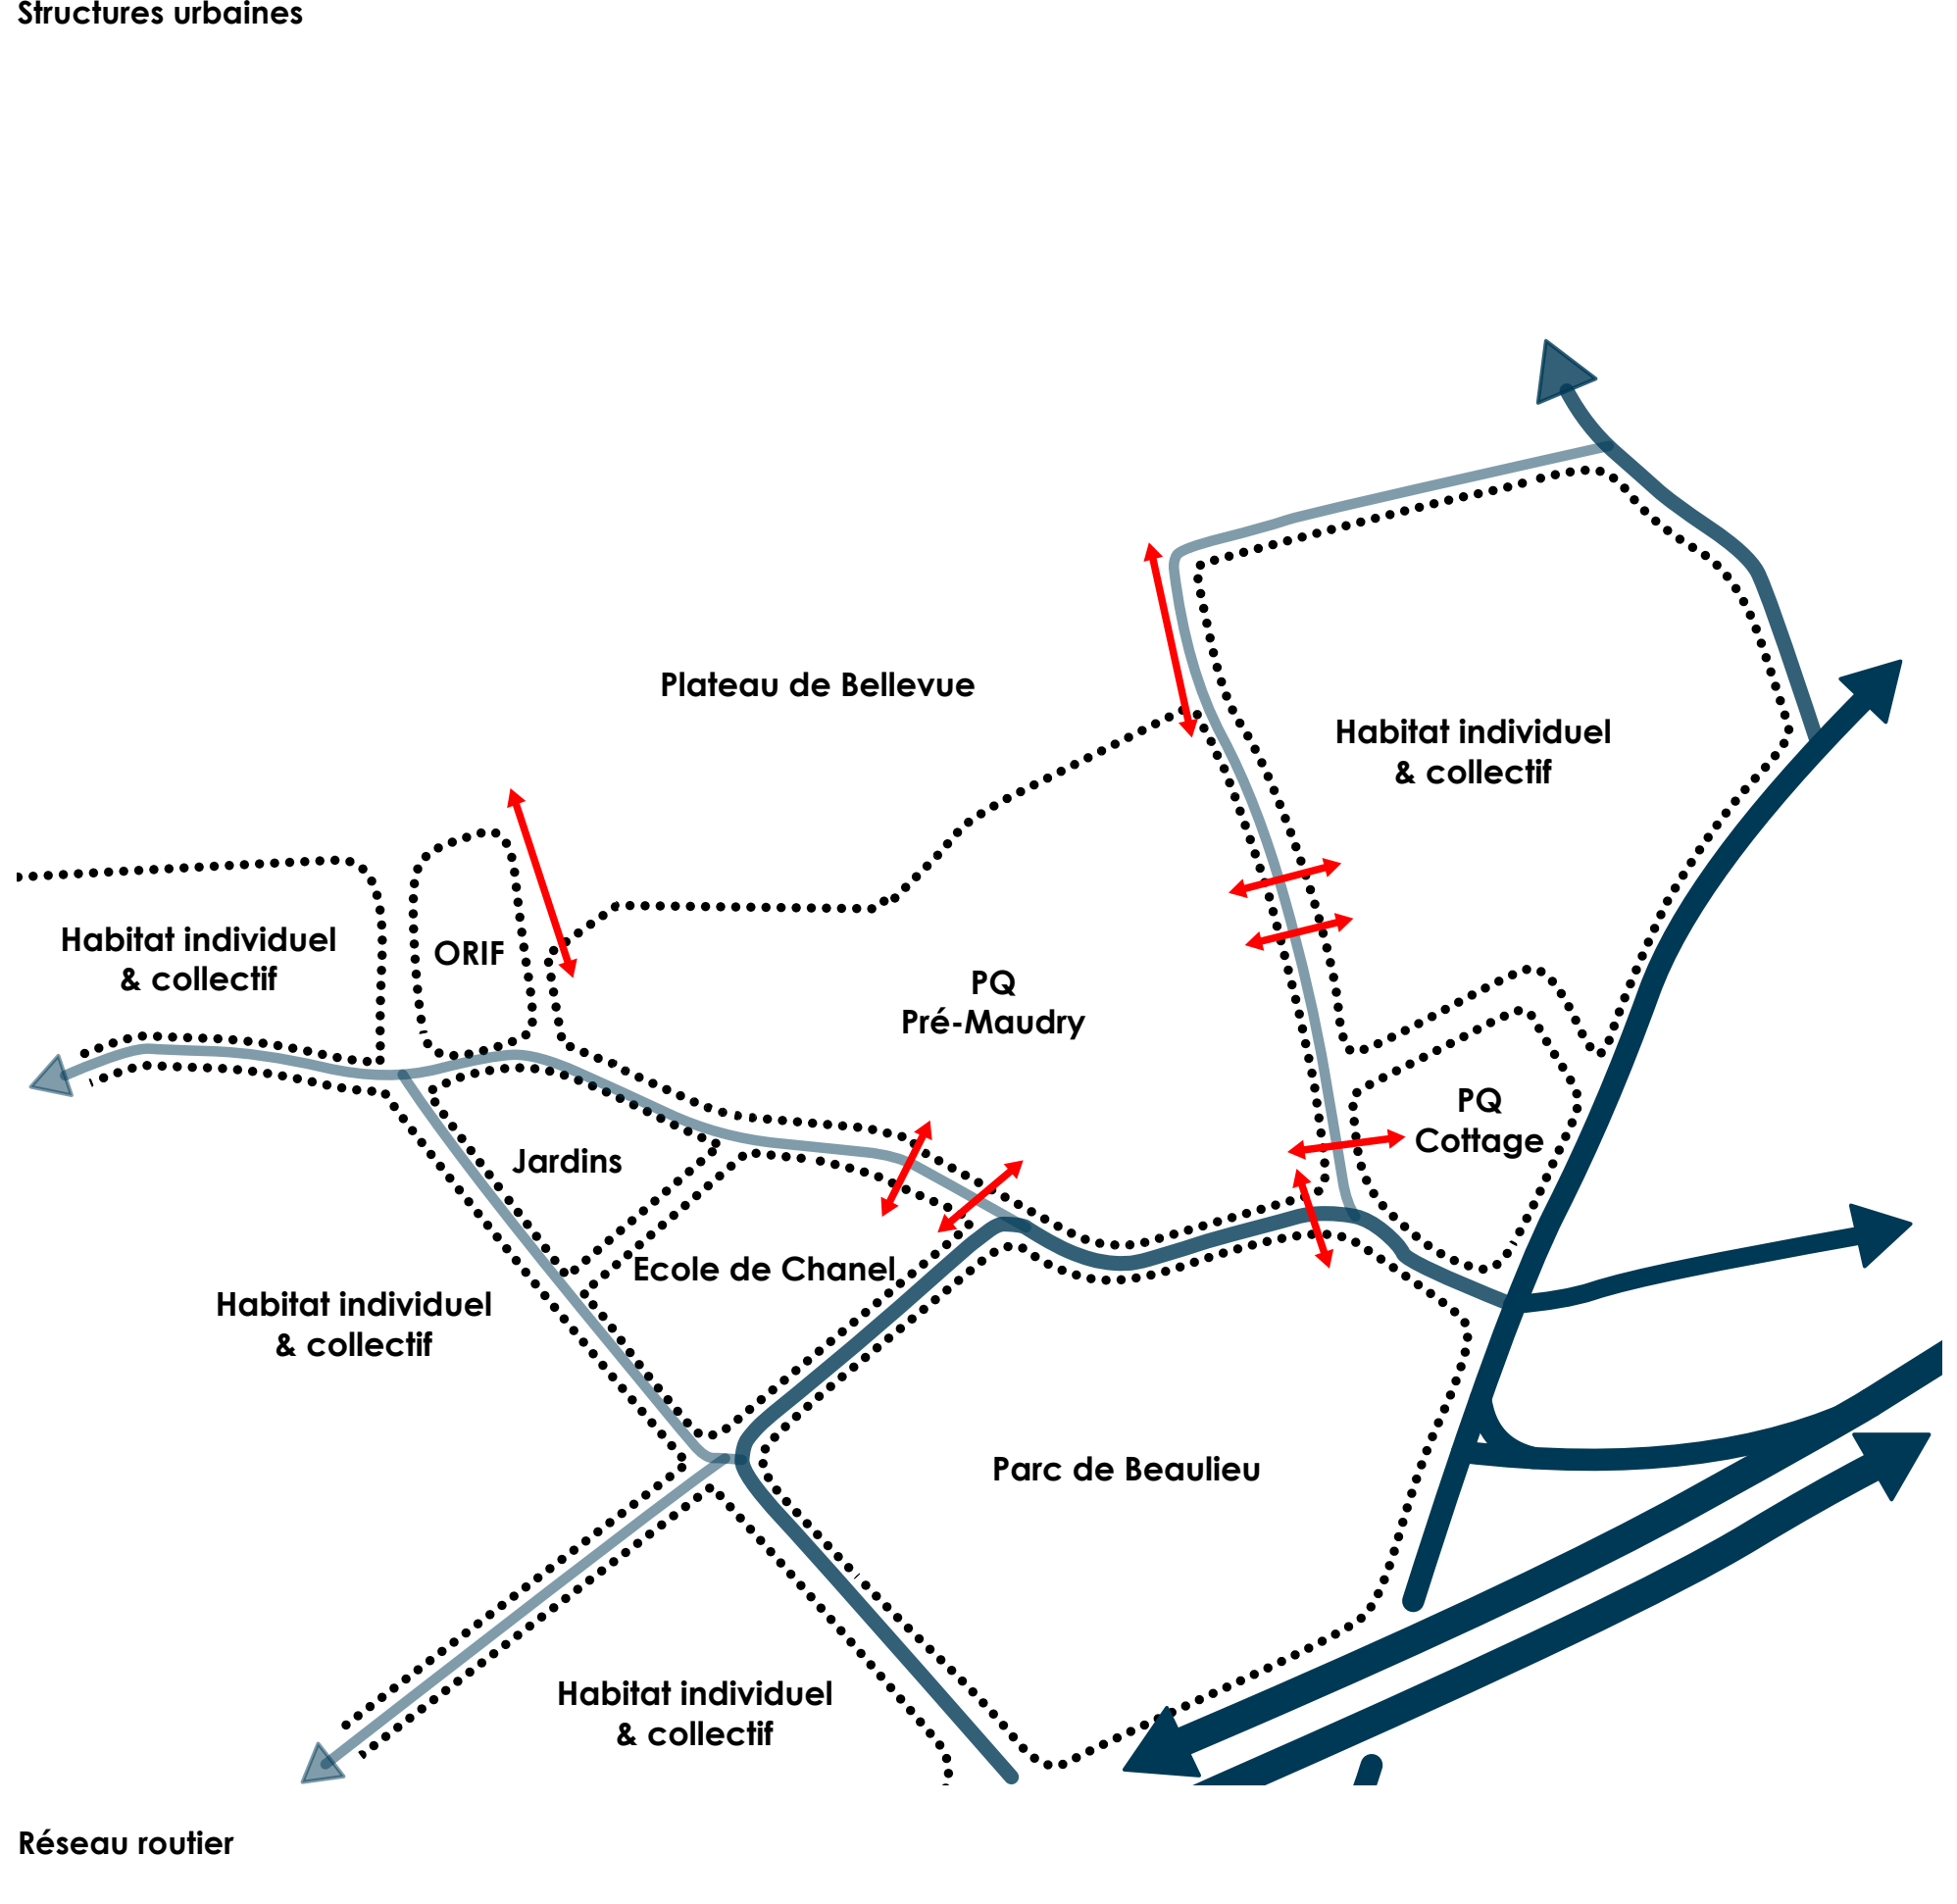 Structures urbaines
Plateau de Bellevue
Habitat individuel
& collectif
Habitat individuel
& collectif
ORIF
PQ
Pré-Maudry
PQ
Cottage
Jardins
Ecole de Chanel
Habitat individuel
& collectif
Parc de Beaulieu
Habitat individuel
& collectif
Réseau routier